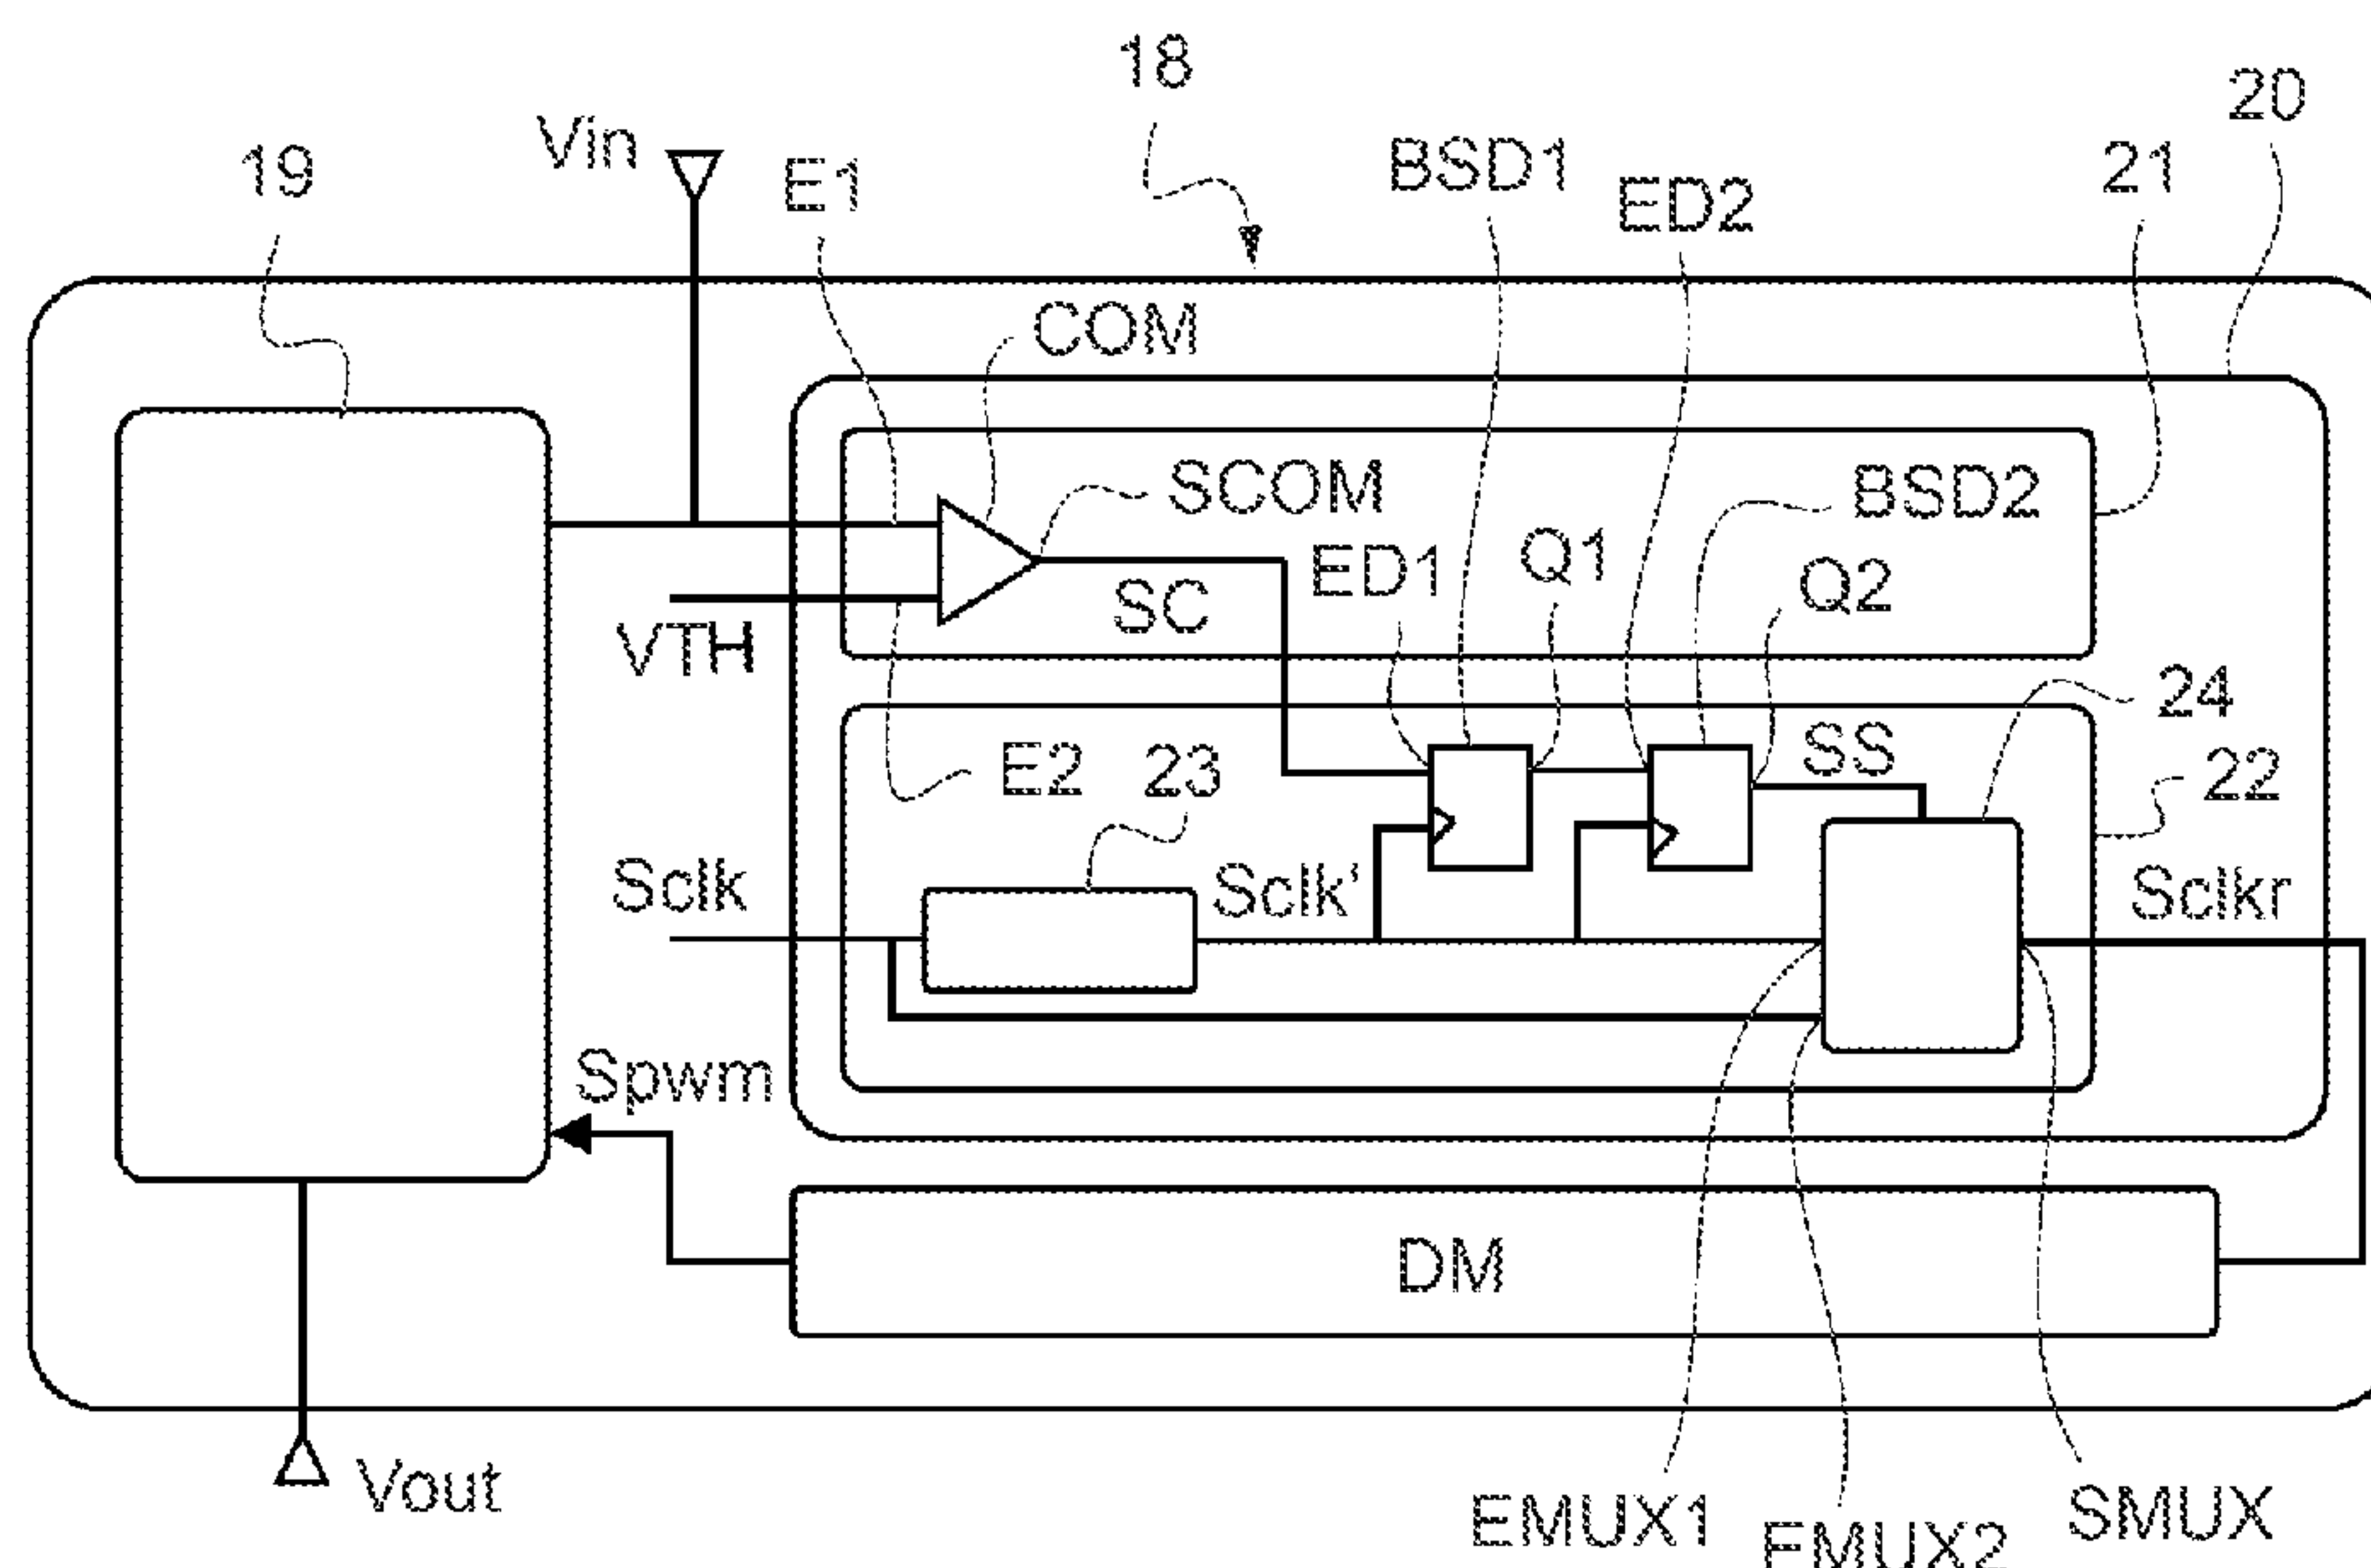 18
20
Vin
19
E1
BSD1
21
ED2
COM
SCOM
BSD2
ED1
Q1
Q2
SC
VTH
24
E2
23
SS
22
Sclk
Sclk'
Sclkr
Spwm
DM
Vout
EMUX1
EMUX2
SMUX